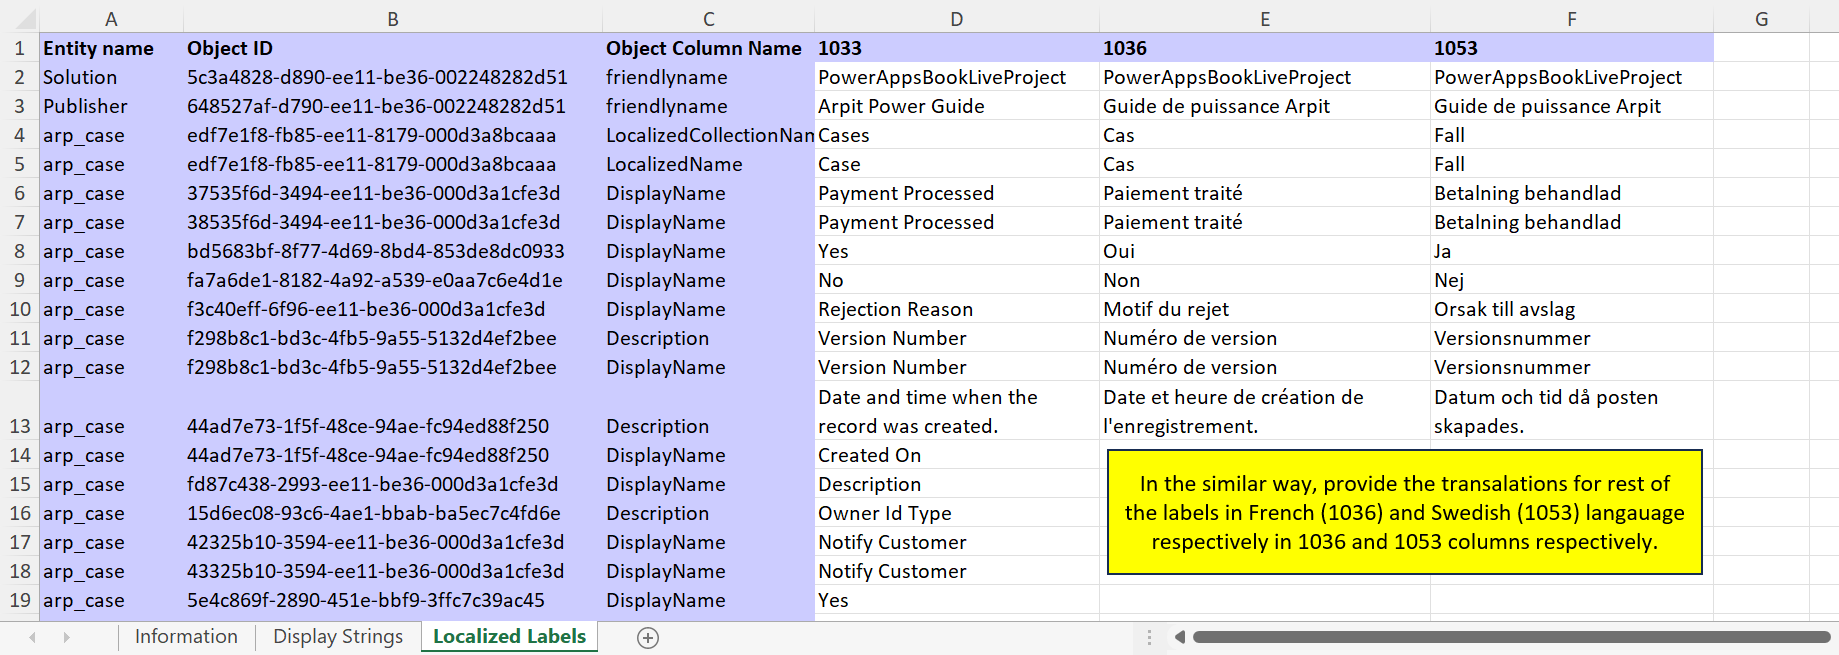 A B C D E F G
1 Entity name Object ID Object Column Name 1033 1036 1053
2 Solution 5c3a4828-d890-ee11-be36-002248282d51 friendlyname PowerAppsBookLiveProject PowerAppsBookLiveProject PowerAppsBookLiveProject
3 Publisher 648527af-d790-ee11-be36-002248282d51 friendlyname Arpit Power Guide Guide de puissance Arpit Guide de puissance Arpit
4 arp_case edf7e1f8-fb85-ee11-8179-000d3a8bcaaa LocalizedCollectionNam Cases Cas Fall
5 arp_case edf7e1f8-fb85-ee11-8179-000d3a8bcaaa LocalizedName Case Cas Fall
6 arp_case 37535f6d-3494-ee11-be36-000d3a1cfe3d DisplayName Payment Processed Paiement traité Betalning behandlad
7 arp_case 38535f6d-3494-ee11-be36-000d3a1cfe3d DisplayName Payment Processed Paiement traité Betalning behandlad
8 arp_case bd5683bf-8f77-4d69-8bd4-853de8dc0933 DisplayName Yes Oui Ja
9 arp_case fa7a6de1-8182-4a92-a539-e0aa7c6e4d1e DisplayName No Non Nej
10 arp_case f3c40eff-6f96-ee11-be36-000d3a1cfe3d DisplayName Rejection Reason Motif du rejet Orsak till avslag
11 arp_case f298b8c1-bd3c-4fb5-9a55-5132d4ef2bee Description Version Number Numéro de version Versionsnummer
12 arp_case f298b8c1-bd3c-4fb5-9a55-5132d4ef2bee DisplayName Version Number Numéro de version Versionsnummer
Date and time when the Date et heure de création de Datum och tid då posten
13 arp_case 44ad7e73-1f5f-48ce-94ae-fc94ed88f250 Description record was created. l'enregistrement. skapades.
14 arp_case 44ad7e73-1f5f-48ce-94ae-fc94ed88f250 DisplayName Created On
15 arp_case fd87c438-2993-ee11-be36-000d3a1cfe3d DisplayName Description
16 arp_case 15d6ec08-93c6-4ae1-bbab-ba5ec7c4fd6e Description Owner Id Type
17 arp_case 42325b10-3594-ee11-be36-000d3a1cfe3d DisplayName Notify Customer
18 arp_case 43325b10-3594-ee11-be36-000d3a1cfe3d DisplayName Notify Customer
19 arp_case 5e4c869f-2890-451e-bbf9-3ffc7c39ac45 DisplayName Yes
In the similar way, provide the transalations for rest of
the labels in French (1036) and Swedish (1053) langauage
respectively in 1036 and 1053 columns respectively.
Information Display Strings Localized Labels